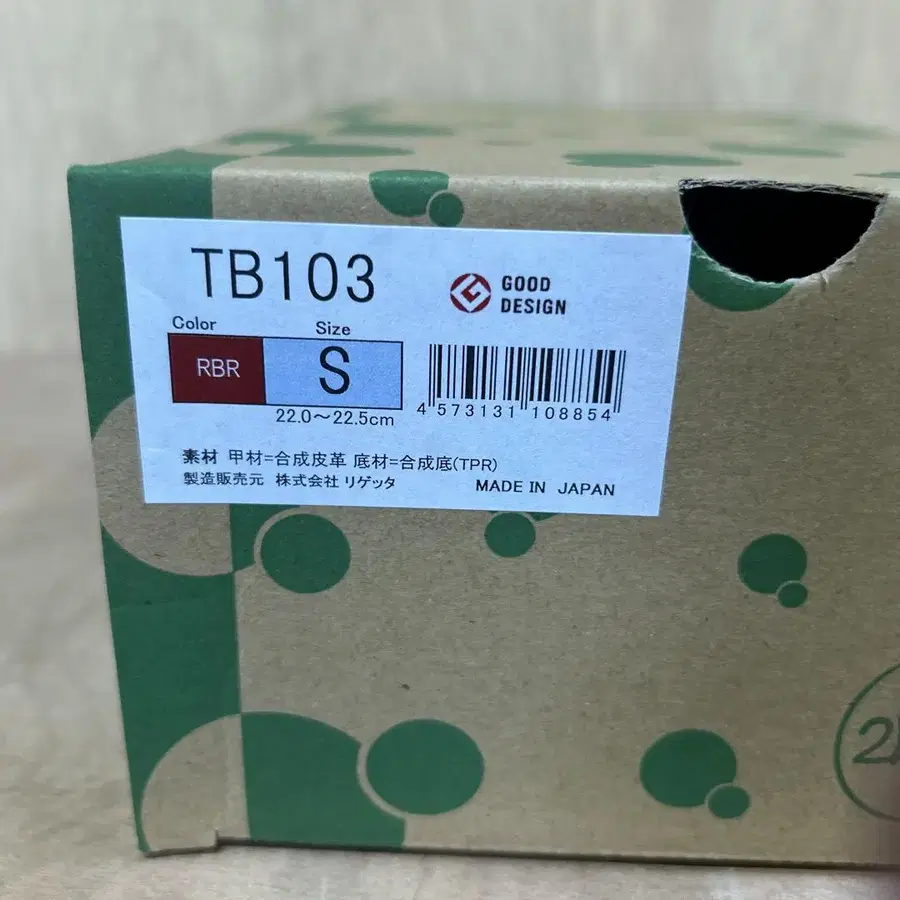 TB103
GOOD
DESIGN
Color Size
RBR S
22.0～22.5cm
4 573131 108854
素材 甲材=合成皮革 底材=合成底(TPR)
製造販売元 株式会社 リゲッタ MADE IN JAPAN